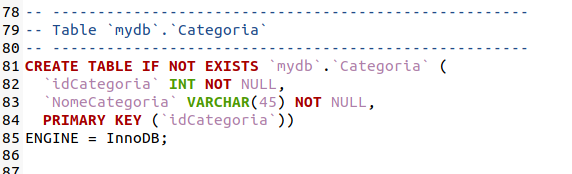 78 -- -----------------------------------------------------
79 -- Table `mydb`.`Categoria`
80 -- -----------------------------------------------------
81 CREATE TABLE IF NOT EXISTS `mydb`.`Categoria` (
82   `idCategoria` INT NOT NULL,
83   `NomeCategoria` VARCHAR(45) NOT NULL,
84   PRIMARY KEY (`idCategoria`))
85 ENGINE = InnoDB;
86
87